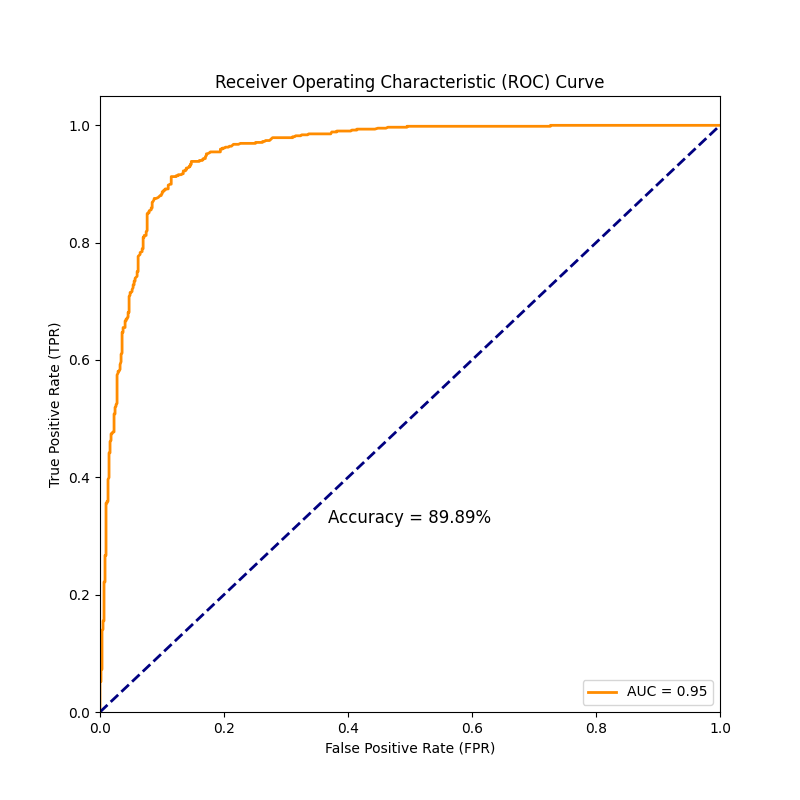 Receiver Operating Characteristic (ROC) Curve
True Positive Rate (TPR)
1.0
0.8
0.6
0.4
0.2
0.0
Accuracy = 89.89%
AUC = 0.95
0.0 0.2 0.4 0.6 0.8 1.0
False Positive Rate (FPR)